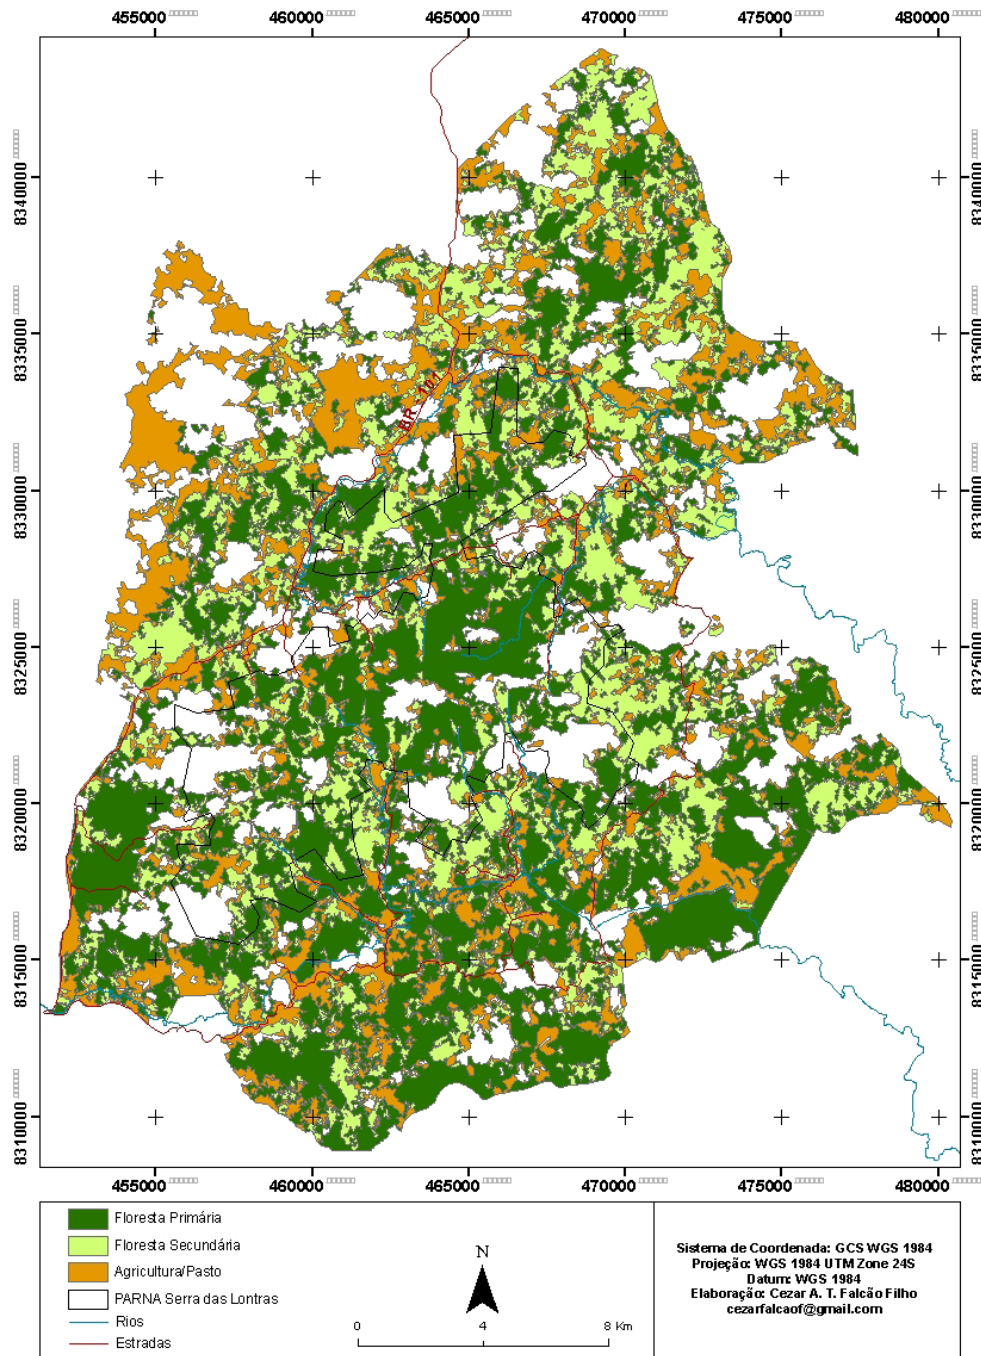 455000 460000 465000 470000 475000 480000
8340000 8340000
8335000 8335000
BR_101
8330000 8330000
8325000 8325000
8320000 8320000
8315000 8315000
8310000 8310000
455000 460000 465000 470000 475000 480000
Floresta Primária
Floresta Secundária
Agricultura/Pasto
PARNA Serra das Lontras
Rios
Estradas
N
0 4 8 Km
Sistema de Coordenada: GCS WGS 1984
Projeção: WGS 1984 UTM Zone 24S
Datum: WGS 1984
Elaboração: Cezar A. T. Falcão Filho
cezarfalcaof@gmail.com